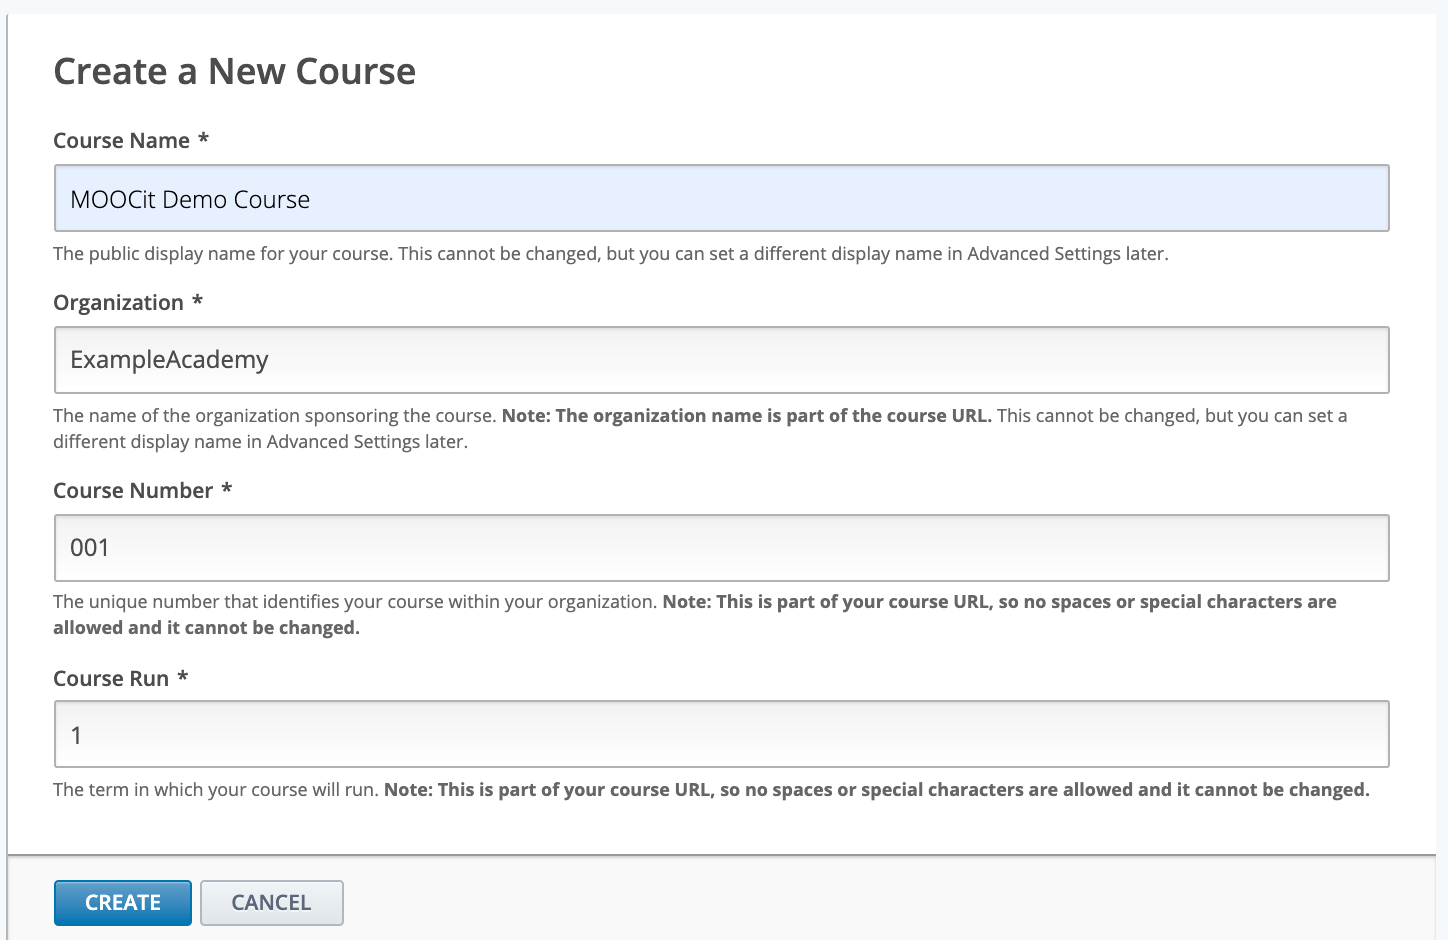 Create a New Course
Course Name *
MOOCit Demo Course
The public display name for your course. This cannot be changed, but you can set a different display name in Advanced Settings later.
Organization *
ExampleAcademy
The name of the organization sponsoring the course. Note: The organization name is part of the course URL. This cannot be changed, but you can set a
different display name in Advanced Settings later.
Course Number *
001
The unique number that identifies your course within your organization. Note: This is part of your course URL, so no spaces or special characters are
allowed and it cannot be changed.
Course Run *
1
The term in which your course will run. Note: This is part of your course URL, so no spaces or special characters are allowed and it cannot be changed.
CREATE CANCEL